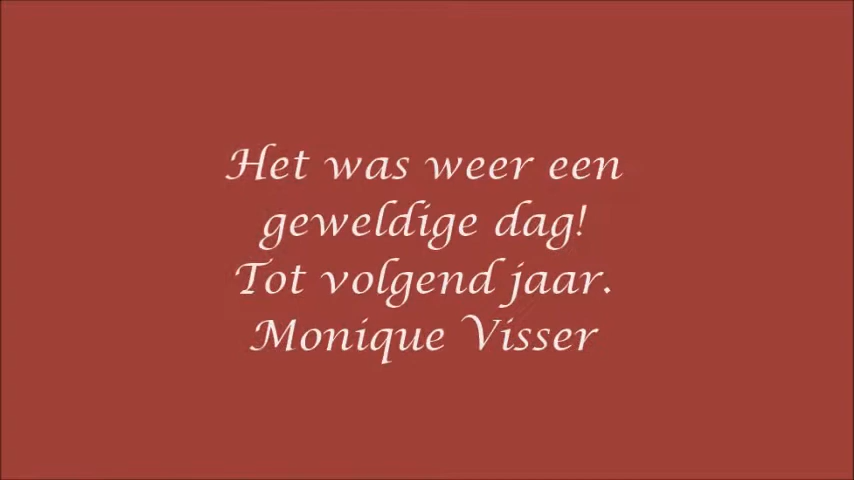 Het was weer een
geweldige dag!
Tot volgend jaar.
Monique Visser